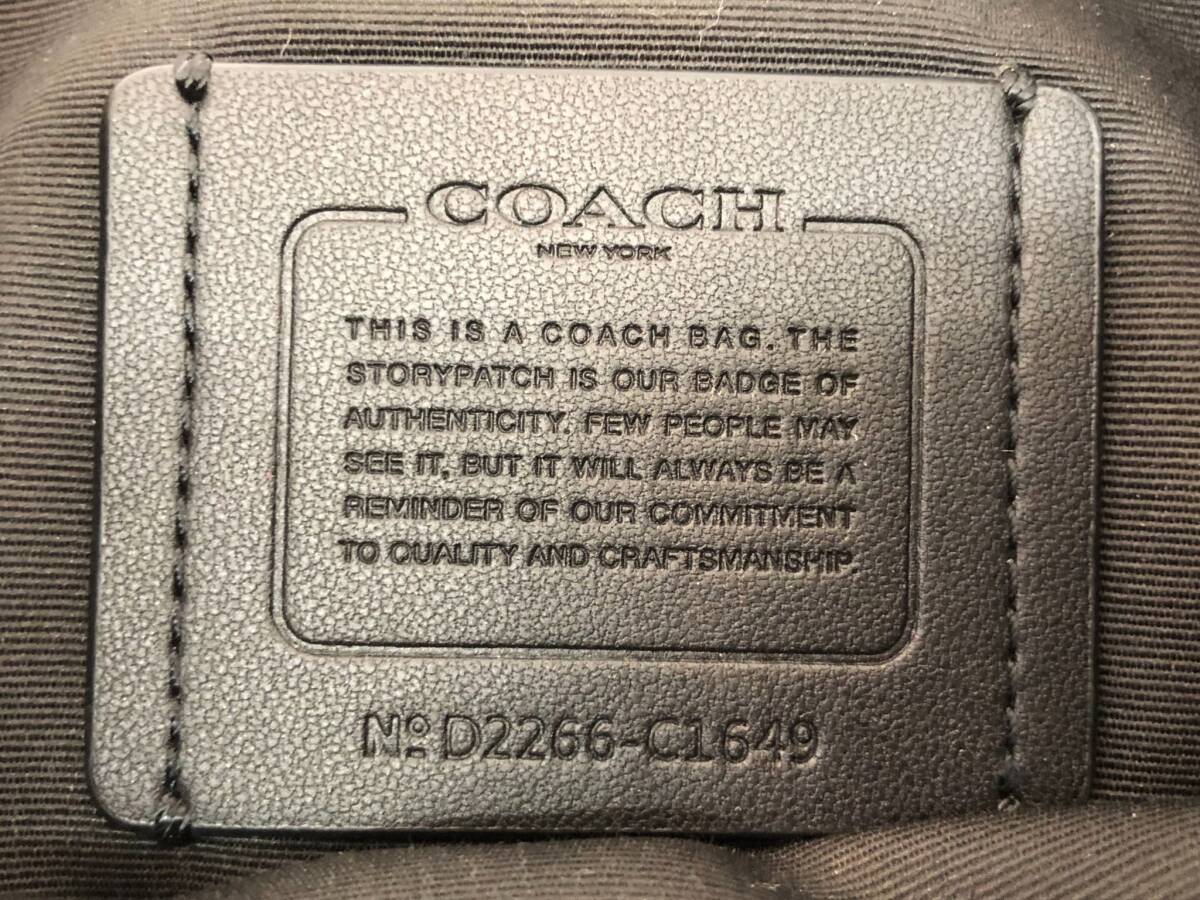 COACH
NEW YORK
THIS IS A COACH BAG. THE
STORYPATCH IS OUR BADGE OF
AUTHENTICITY. FEW PEOPLE MAY
SEE IT, BUT IT WILL ALWAYS BE A
REMINDER OF OUR COMMITMENT
TO QUALITY AND CRAFTSMANSHIP.
Nº D2266-C1649